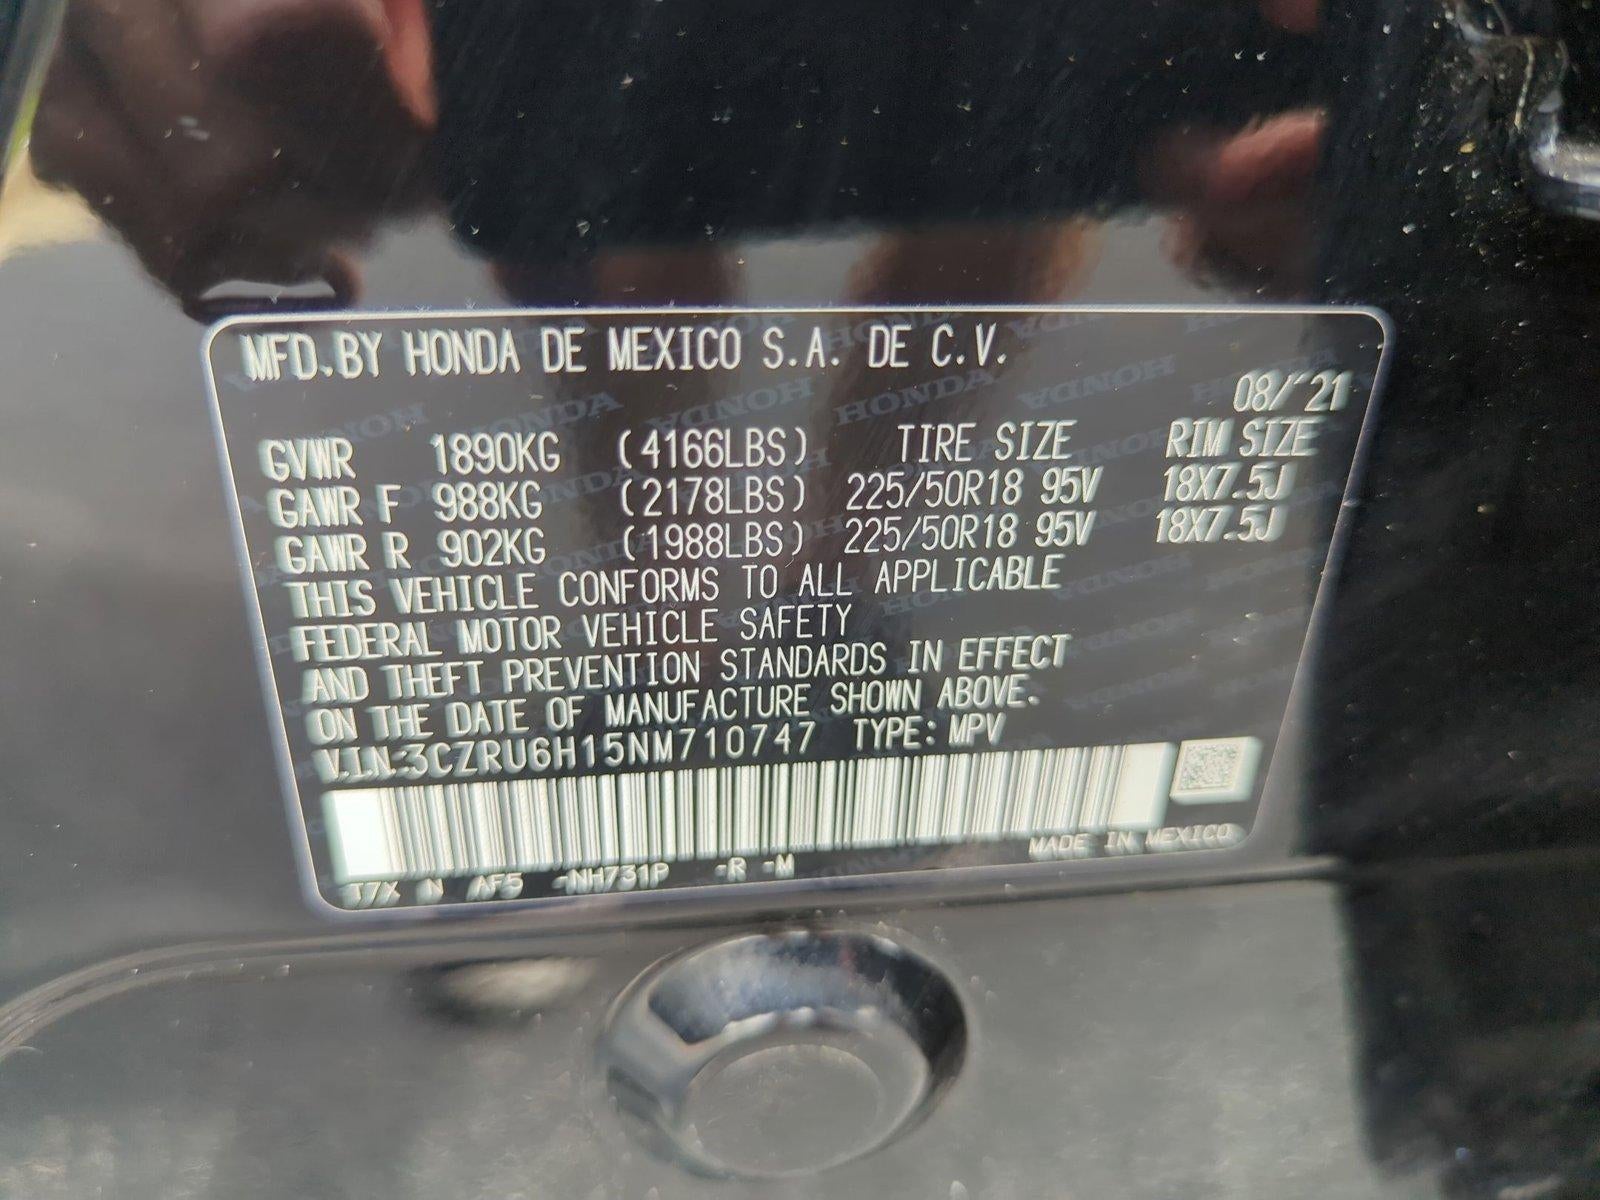 MFD. BY HONDA DE MEXICO S.A. DE C.V.
08/21
GVWR 1890KG (4166LBS) TIRE SIZE RIM SIZE
GAWR F 988KG (2178LBS) 225/50R18 95V 18X7.5J
GAWR R 902KG (1988LBS) 225/50R18 95V 18X7.5J
THIS VEHICLE CONFORMS TO ALL APPLICABLE
FEDERAL MOTOR VEHICLE SAFETY
AND THEFT PREVENTION STANDARDS IN EFFECT
ON THE DATE OF MANUFACTURE SHOWN ABOVE.
V.I.N:3CZRU6H15NM710747 TYPE: MPV
MADE IN MEXICO
T7X N AF5 -NH731P -R -M